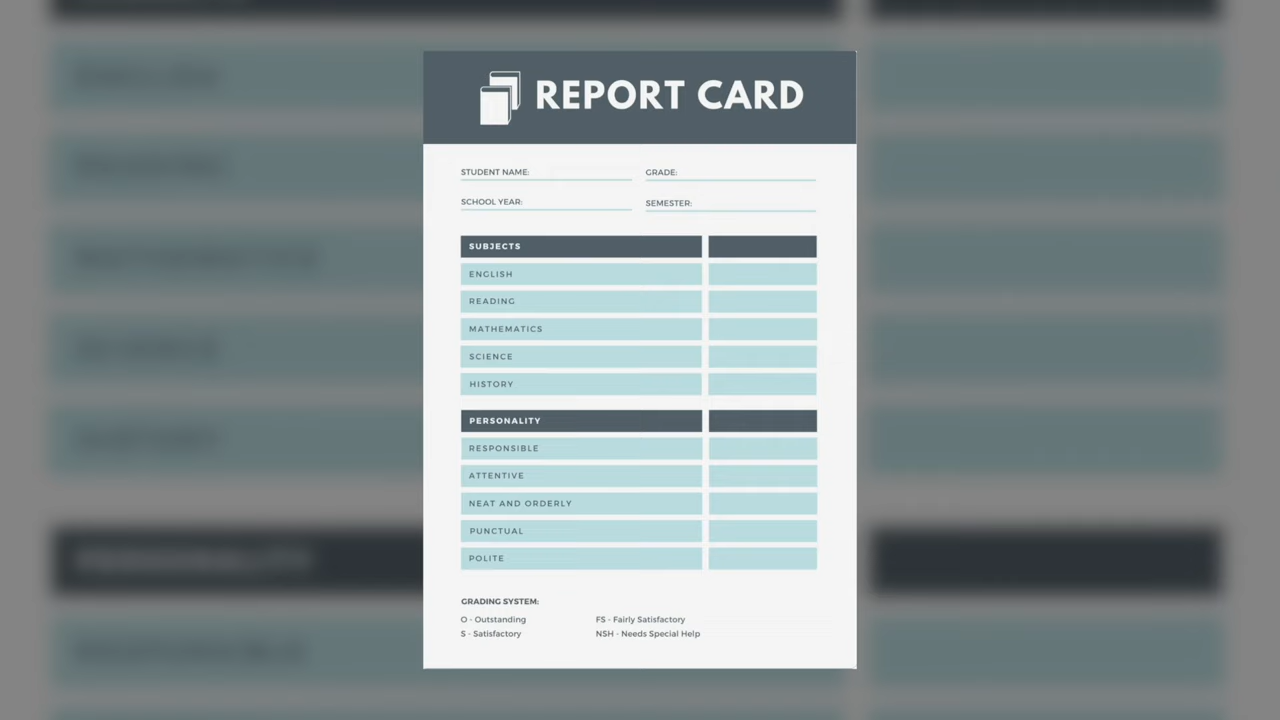 REPORT CARD
STUDENT NAME:
GRADE:
SCHOOL YEAR:
SEMESTER:
SUBJECTS
ENGLISH
READING
MATHEMATICS
SCIENCE
HISTORY
PERSONALITY
RESPONSIBLE
ATTENTIVE
NEAT AND ORDERLY
PUNCTUAL
POLITE
GRADING SYSTEM:
O - Outstanding
FS - Fairly Satisfactory
S - Satisfactory
NSH - Needs Special Help